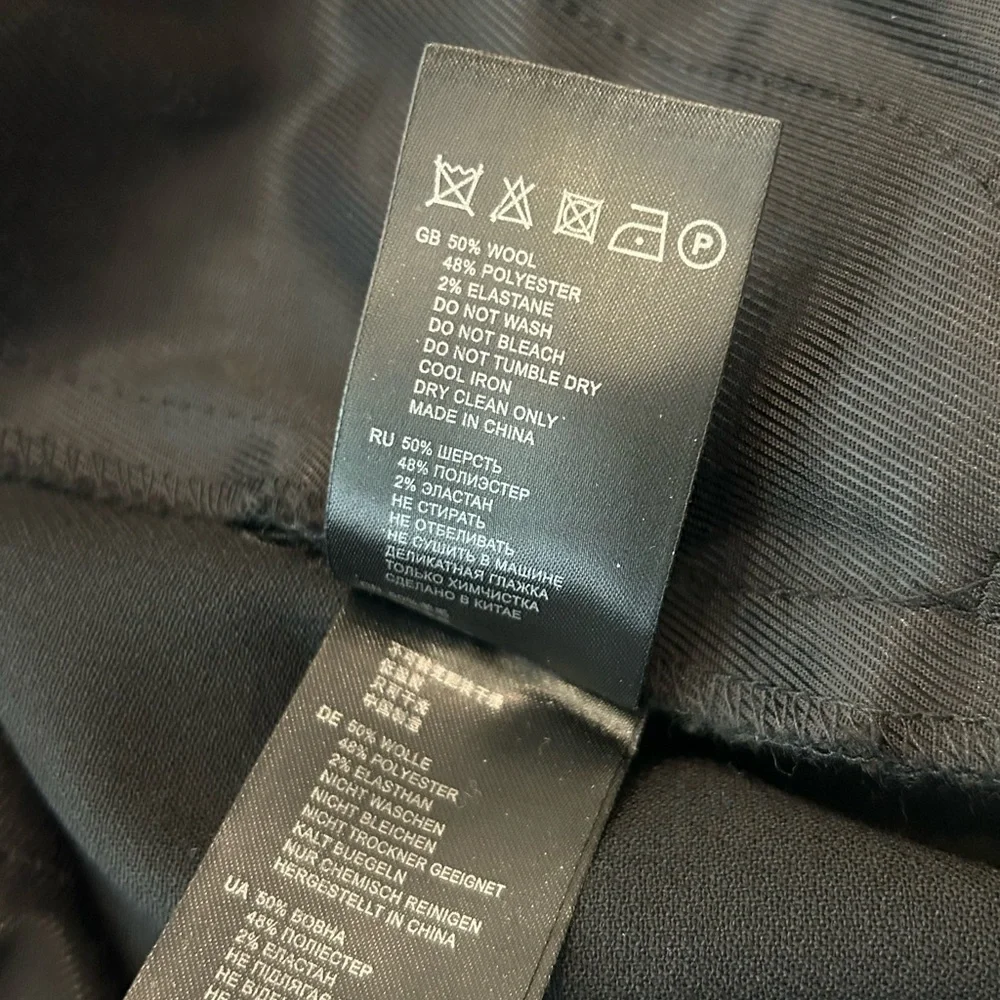 P
GB 50% WOOL
48% POLYESTER
2% ELASTANE
DO NOT WASH
DO NOT BLEACH
DO NOT TUMBLE DRY
COOL IRON
DRY CLEAN ONLY
MADE IN CHINA
RU 50% ШЕРСТЬ
48% ПОЛИЭСТЕР
2% ЭЛАСТАН
НЕ СТИРАТЬ
НЕ ОТБЕЛИВАТЬ
НЕ СУШИТЬ В МАШИНЕ
ДЕЛИКАТНАЯ ГЛАЖКА
ТОЛЬКО ХИМЧИСТКА
СДЕЛАНО В КИТАЕ
DE 50% WOLLE
48% POLYESTER
2% ELASTHAN
NICHT WASCHEN
NICHT BLEICHEN
NICHT TROCKNER GEEIGNET
KALT BUEGELN
NUR CHEMISCH REINIGEN
HERGESTELLT IN CHINA
UA 50% ВОВНА
48% ПОЛІЕСТЕР
2% ЕЛАСТАН
НЕ
НЕ